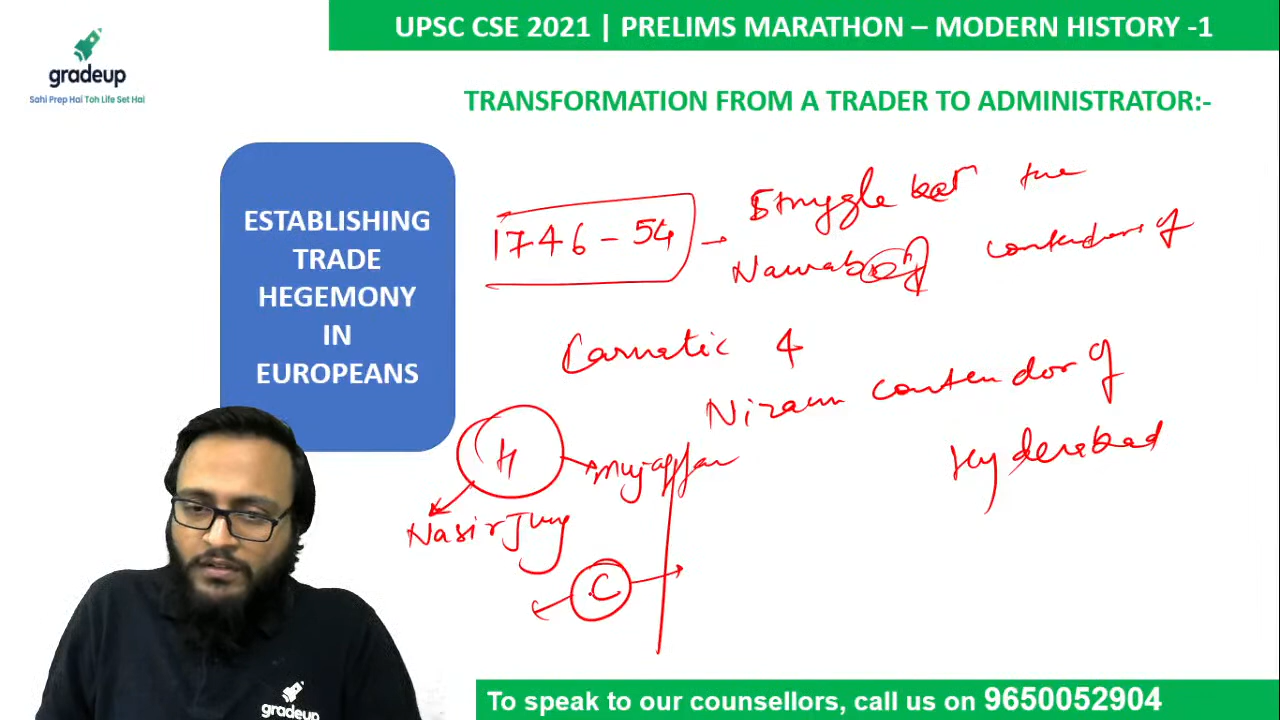 UPSC CSE 2021 | PRELIMS MARATHON – MODERN HISTORY -1
gradeup
Sahi Prep Hai Toh Life Set Hai
TRANSFORMATION FROM A TRADER TO ADMINISTRATOR:-
ESTABLISHING
TRADE
HEGEMONY
IN
EUROPEANS
1746-54 → Struggle bet the
Nawab contenders of
Carnatic &
Nizam contendor of
Hyderabad
H
Mujaffar
Nasir Jung
C
gradeup
To speak to our counsellors, call us on 9650052904